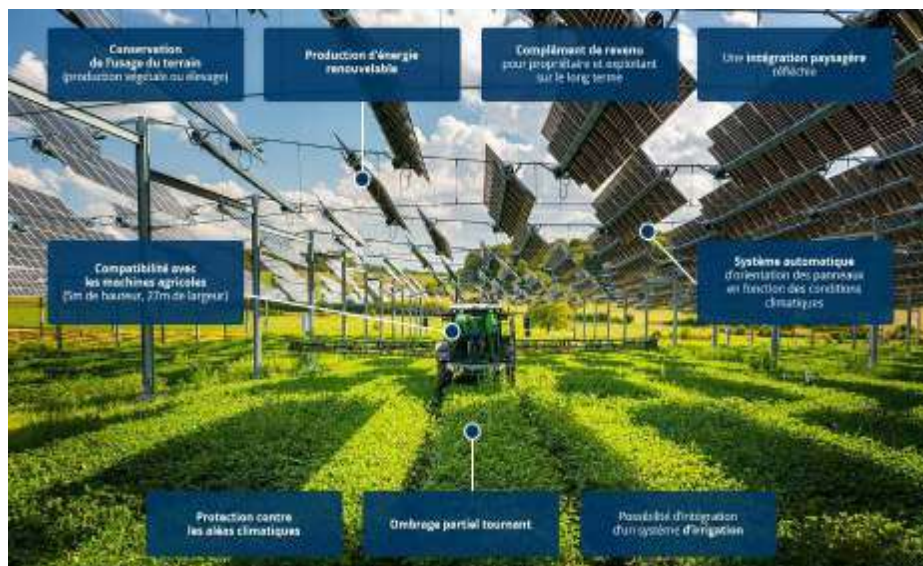 Conservation
de l'usage du terrain
(production végétale ou élevage)
Production d'énergie
renouvelable
Complément de revenu
pour propriétaire et exploitant
sur le long terme
Une intégration paysagère
réfléchie
Compatibilité avec
les machines agricoles
(5m de hauteur, 27m de largeur)
Système automatique
d'orientation des panneaux
en fonction des conditions
climatiques
Protection contre
les aléas climatiques
Ombrage partiel tournant
Possibilité d'intégration
d'un système d'irrigation